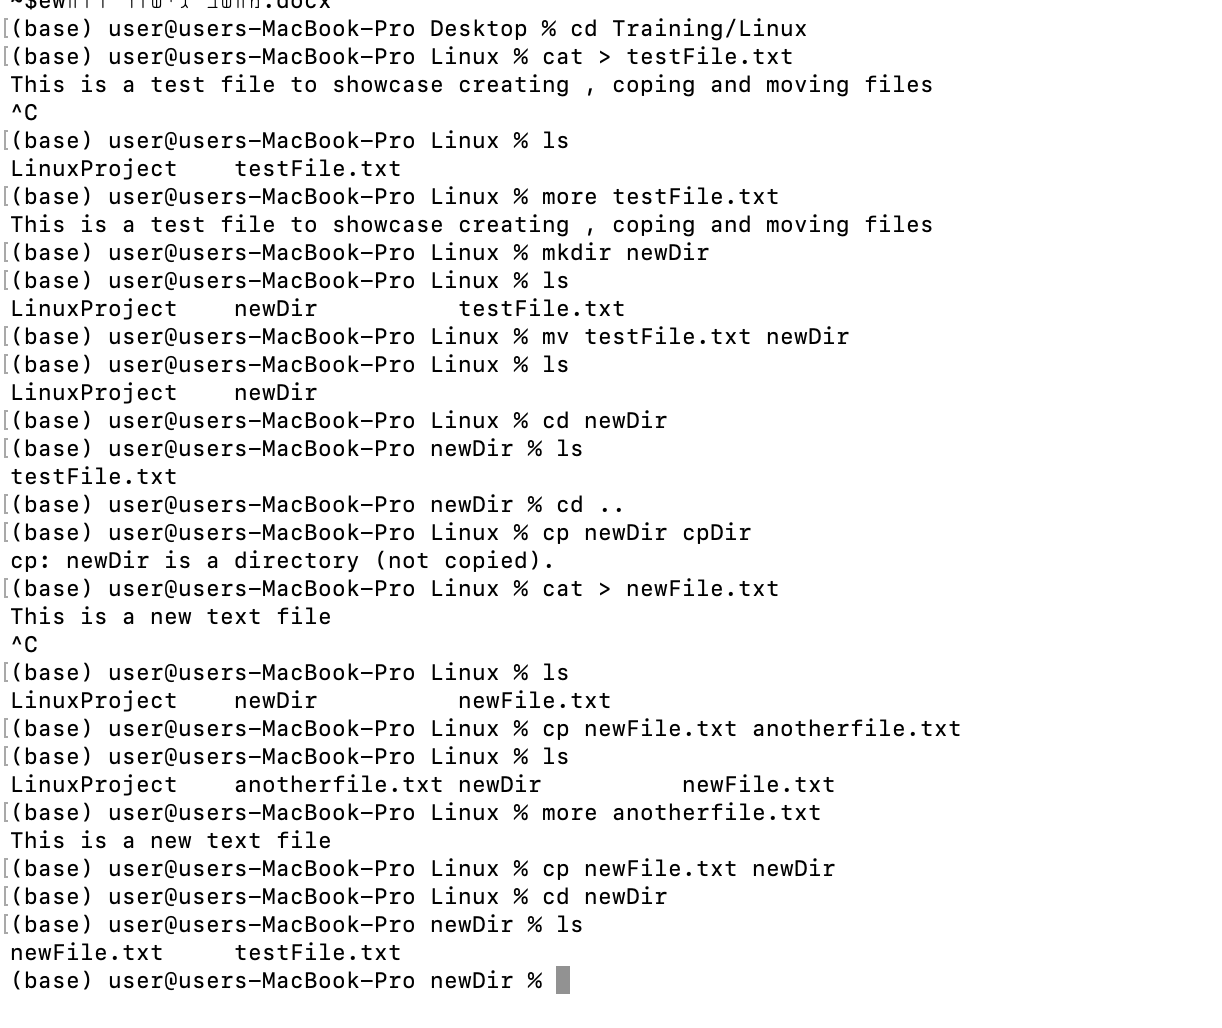 (base) user@users-MacBook-Pro Desktop % cd Training/Linux
(base) user@users-MacBook-Pro Linux % cat > testFile.txt
This is a test file to showcase creating , coping and moving files
^C
(base) user@users-MacBook-Pro Linux % ls
LinuxProject    testFile.txt
(base) user@users-MacBook-Pro Linux % more testFile.txt
This is a test file to showcase creating , coping and moving files
(base) user@users-MacBook-Pro Linux % mkdir newDir
(base) user@users-MacBook-Pro Linux % ls
LinuxProject    newDir          testFile.txt
(base) user@users-MacBook-Pro Linux % mv testFile.txt newDir
(base) user@users-MacBook-Pro Linux % ls
LinuxProject    newDir
(base) user@users-MacBook-Pro Linux % cd newDir
(base) user@users-MacBook-Pro newDir % ls
testFile.txt
(base) user@users-MacBook-Pro newDir % cd ..
(base) user@users-MacBook-Pro Linux % cp newDir cpDir
cp: newDir is a directory (not copied).
(base) user@users-MacBook-Pro Linux % cat > newFile.txt
This is a new text file
^C
(base) user@users-MacBook-Pro Linux % ls
LinuxProject    newDir          newFile.txt
(base) user@users-MacBook-Pro Linux % cp newFile.txt anotherfile.txt
(base) user@users-MacBook-Pro Linux % ls
LinuxProject    anotherfile.txt newDir          newFile.txt
(base) user@users-MacBook-Pro Linux % more anotherfile.txt
This is a new text file
(base) user@users-MacBook-Pro Linux % cp newFile.txt newDir
(base) user@users-MacBook-Pro Linux % cd newDir
(base) user@users-MacBook-Pro newDir % ls
newFile.txt     testFile.txt
(base) user@users-MacBook-Pro newDir %